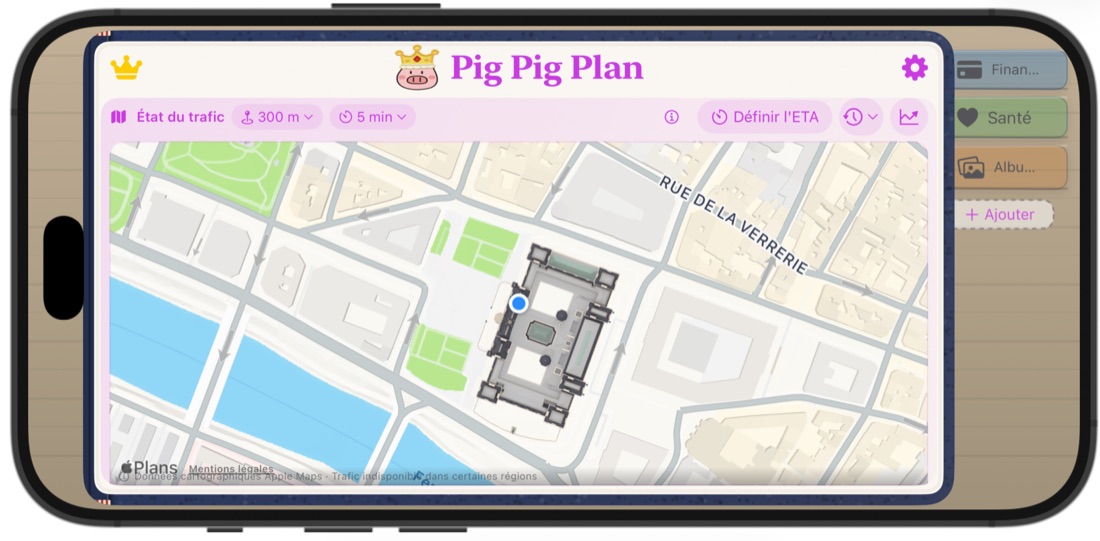 Pig Pig Plan
Finan...
État du trafic 300 m 5 min Définir l'ETA
Santé
Albu...
+ Ajouter
RUE DE LA VERRERIE
Plans Mentions légales
Données cartographiques Apple Maps - Trafic indisponible dans certaines régions